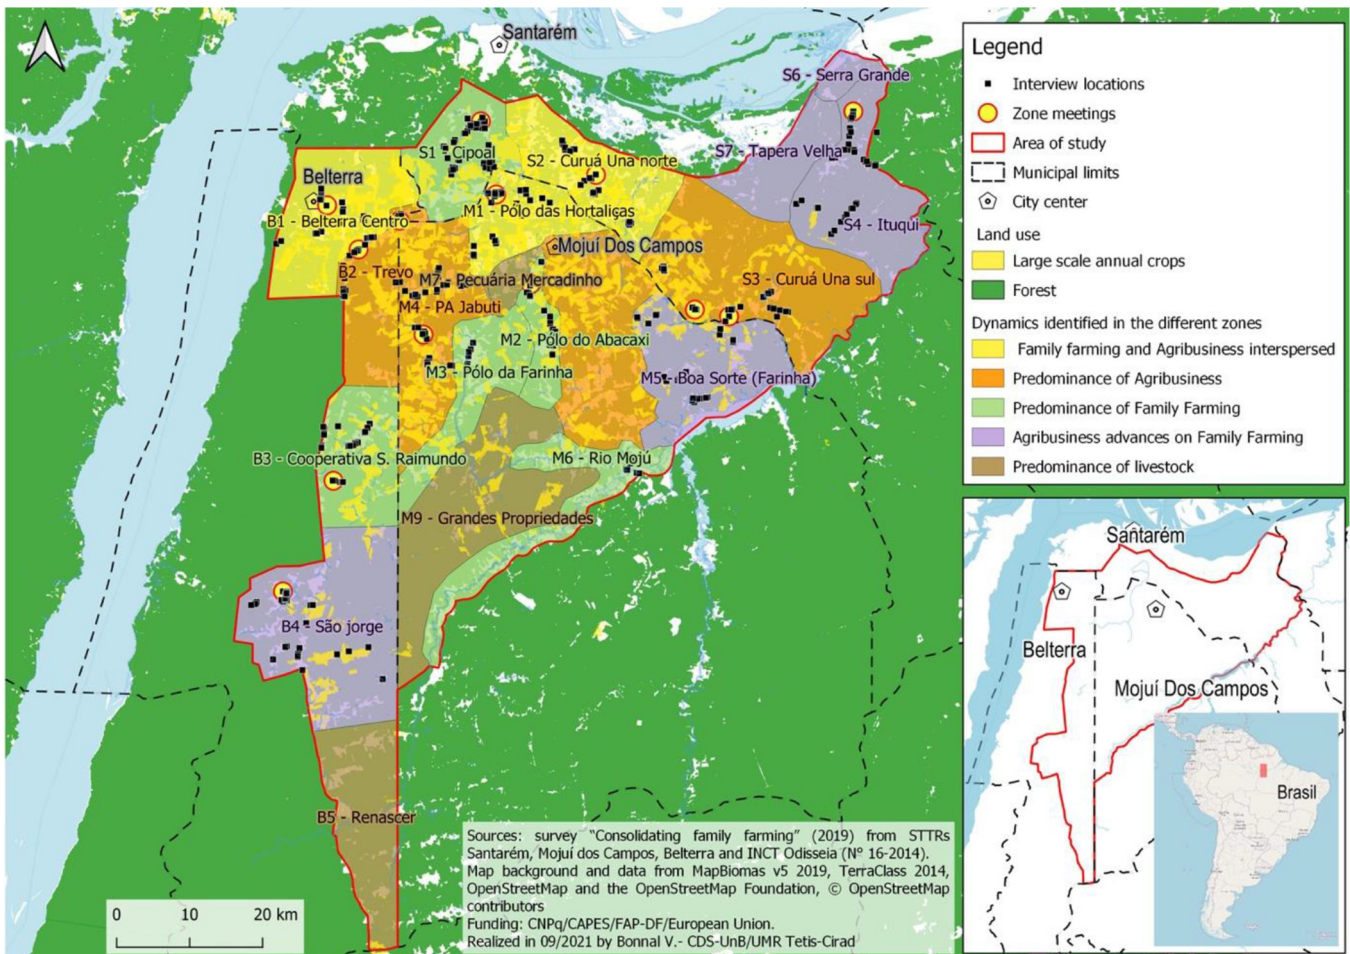 Santarém
S6 - Serra Grande
S1 - Cipoal
S2 - Curuá Una norte
S7 - Tapera Velha
Belterra
B1 - Belterra Centro
M1 - Pólo das Hortaliças
S4 - Ituqui
Mojuí Dos Campos
B2 - Trevo
M7 - Pecuária Mercadinho
S3 - Curuá Una sul
M4 - PA Jabuti
M2 - Pólo do Abacaxi
M3 - Pólo da Farinha
M5 - Boa Sorte (Farinha)
B3 - Cooperativa S. Raimundo
M6 - Rio Mojú
M9 - Grandes Propriedades
B4 - São jorge
B5 - Renascer
0 10 20 km
Sources: survey "Consolidating family farming" (2019) from STTRs
Santarém, Mojuí dos Campos, Belterra and INCT Odisseia (Nº 16-2014).
Map background and data from MapBiomas v5 2019, TerraClass 2014,
OpenStreetMap and the OpenStreetMap Foundation, © OpenStreetMap
contributors
Funding: CNPq/CAPES/FAP-DF/European Union.
Realized in 09/2021 by Bonnal V.- CDS-UnB/UMR Tetis-Cirad
Legend
Interview locations
Zone meetings
Area of study
Municipal limits
City center
Land use
Large scale annual crops
Forest
Dynamics identified in the different zones
Family farming and Agribusiness interspersed
Predominance of Agribusiness
Predominance of Family Farming
Agribusiness advances on Family Farming
Predominance of livestock
Santarém
Belterra
Mojuí Dos Campos
Brasil